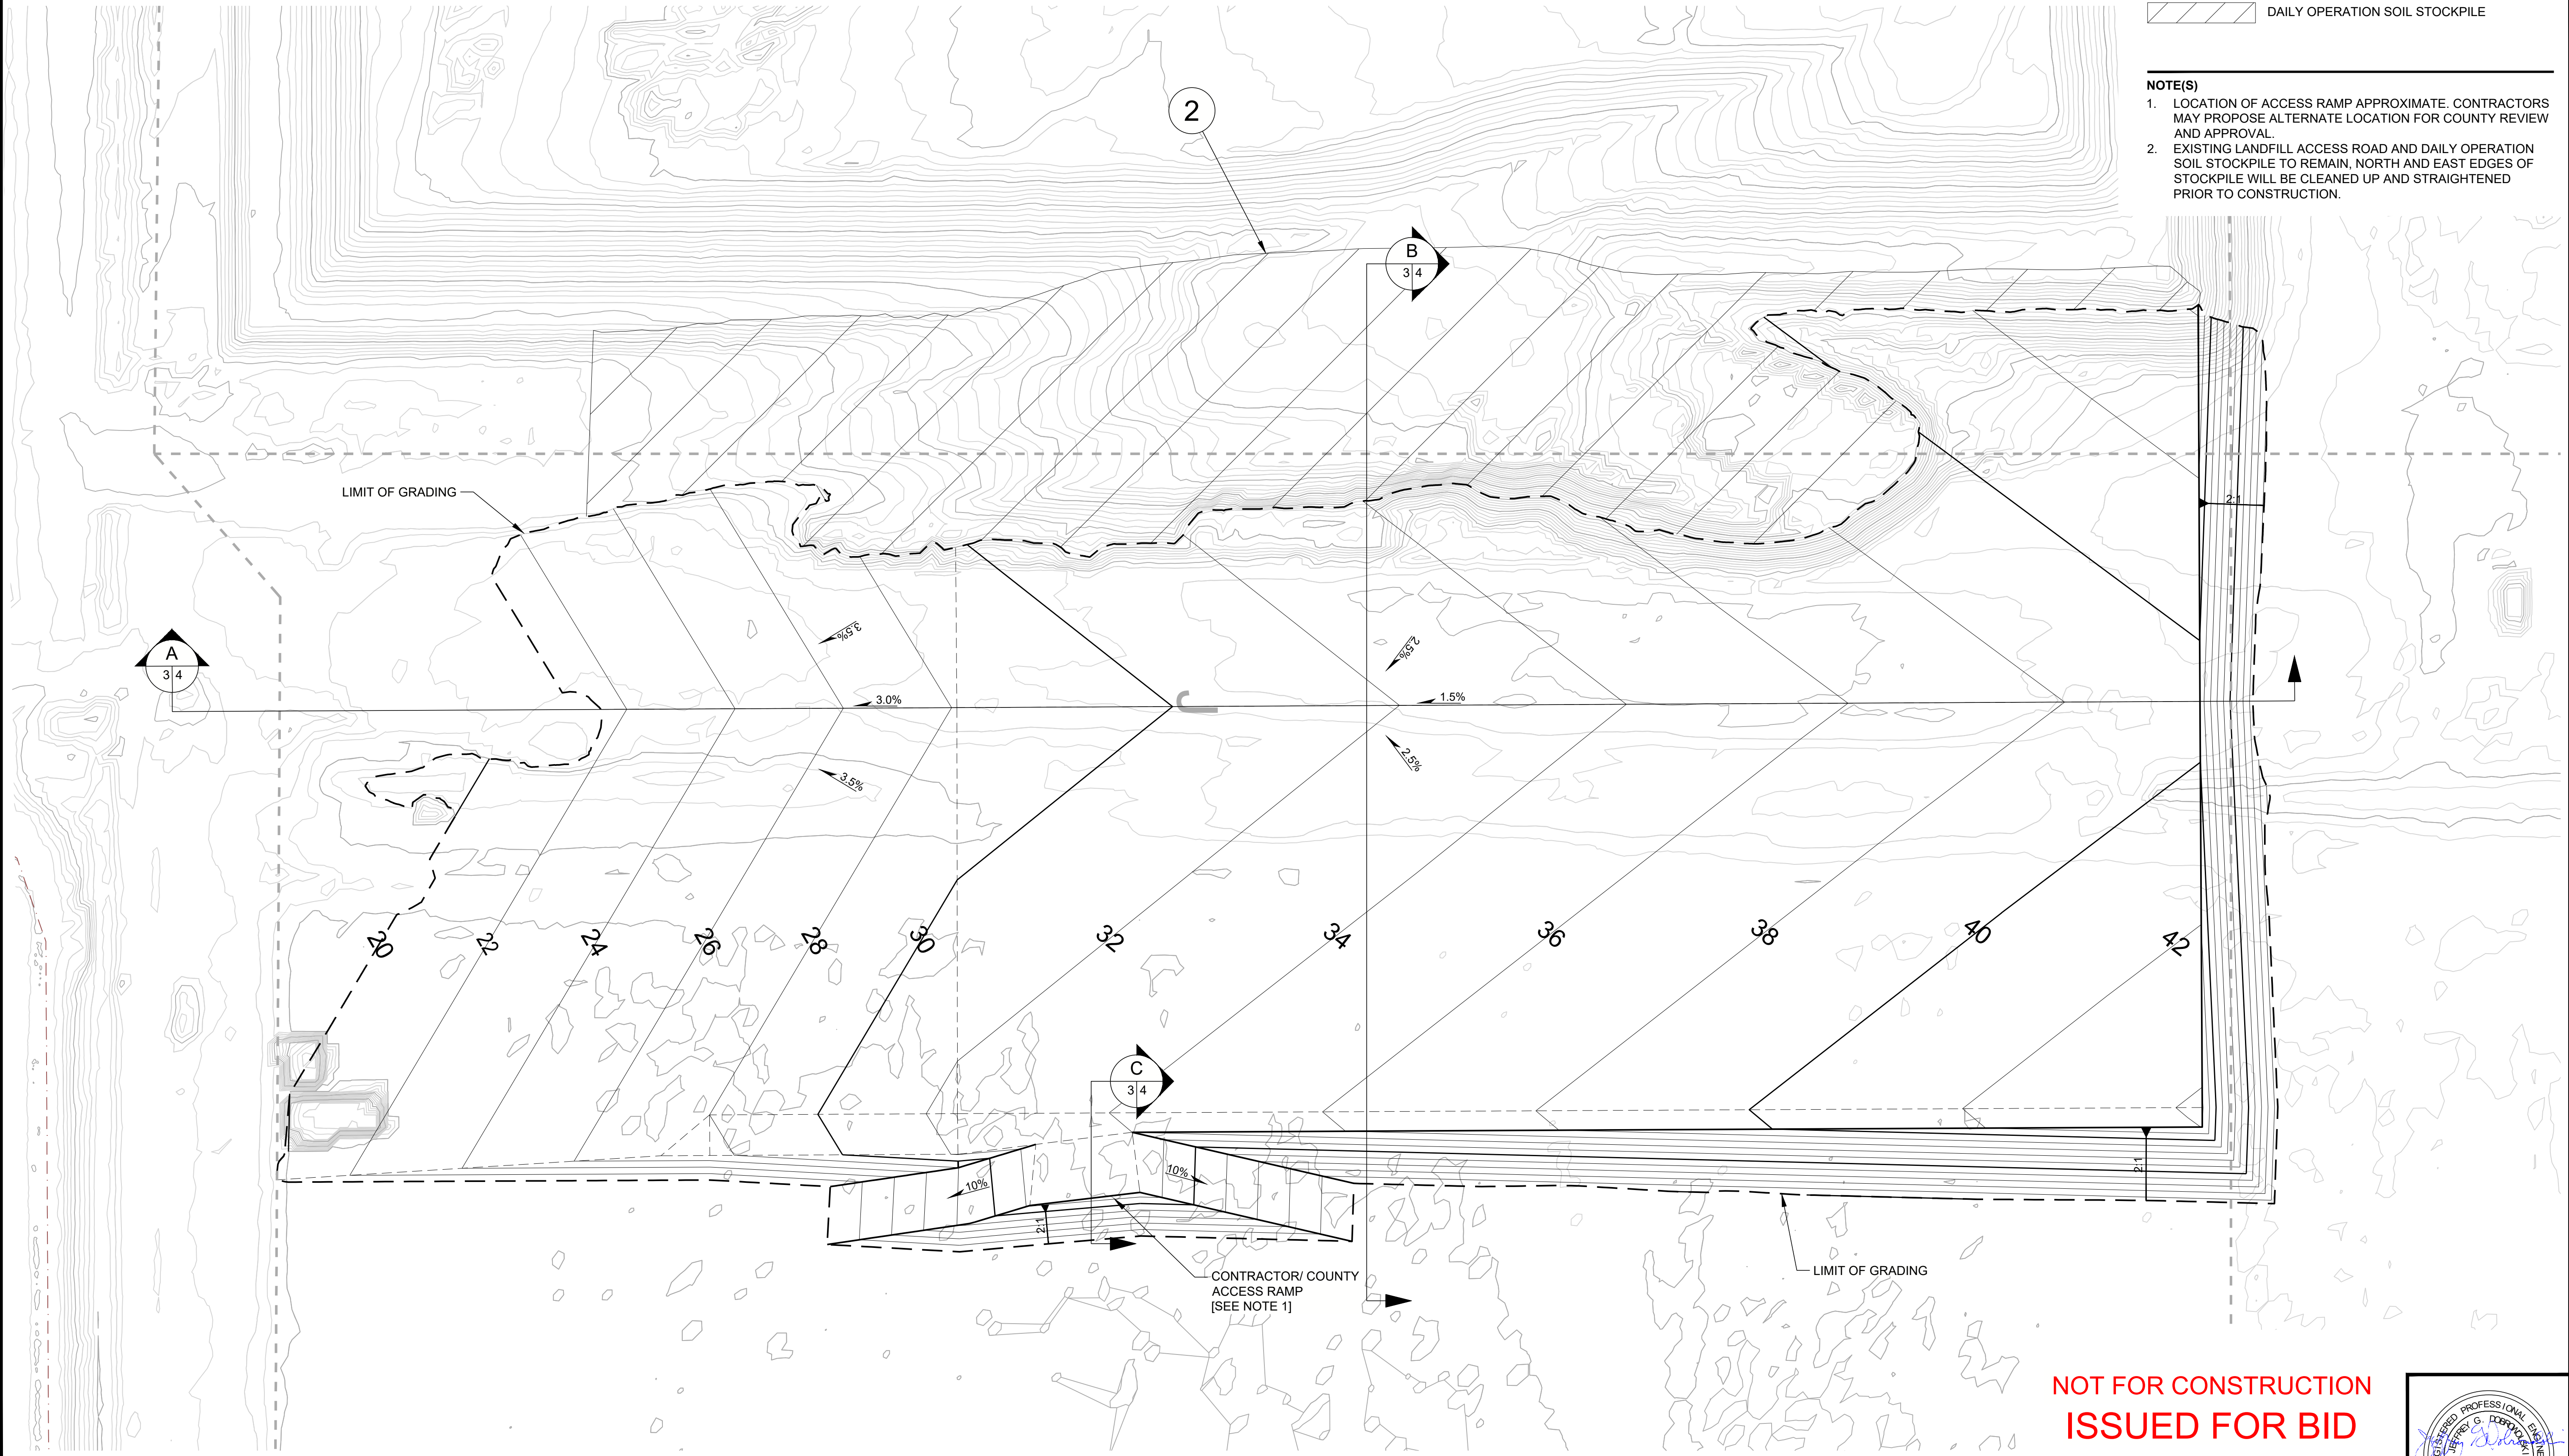 DAILY OPERATION SOIL STOCKPILE
NOTE(S)
1. LOCATION OF ACCESS RAMP APPROXIMATE. CONTRACTORS
MAY PROPOSE ALTERNATE LOCATION FOR COUNTY REVIEW
AND APPROVAL.
2. EXISTING LANDFILL ACCESS ROAD AND DAILY OPERATION
SOIL STOCKPILE TO REMAIN, NORTH AND EAST EDGES OF
STOCKPILE WILL BE CLEANED UP AND STRAIGHTENED
PRIOR TO CONSTRUCTION.
2
B
3 4
LIMIT OF GRADING
2:1
A
3 4
3.5%
2.5%
3.0%
1.5%
3.5%
2.5%
20
22
24
26
28
30
32
34
36
38
40
42
C
3 4
10%
10%
2:1
2:1
CONTRACTOR/ COUNTY
ACCESS RAMP
[SEE NOTE 1]
LIMIT OF GRADING
NOT FOR CONSTRUCTION
ISSUED FOR BID
PROFESSIONAL
JEFFREY G.